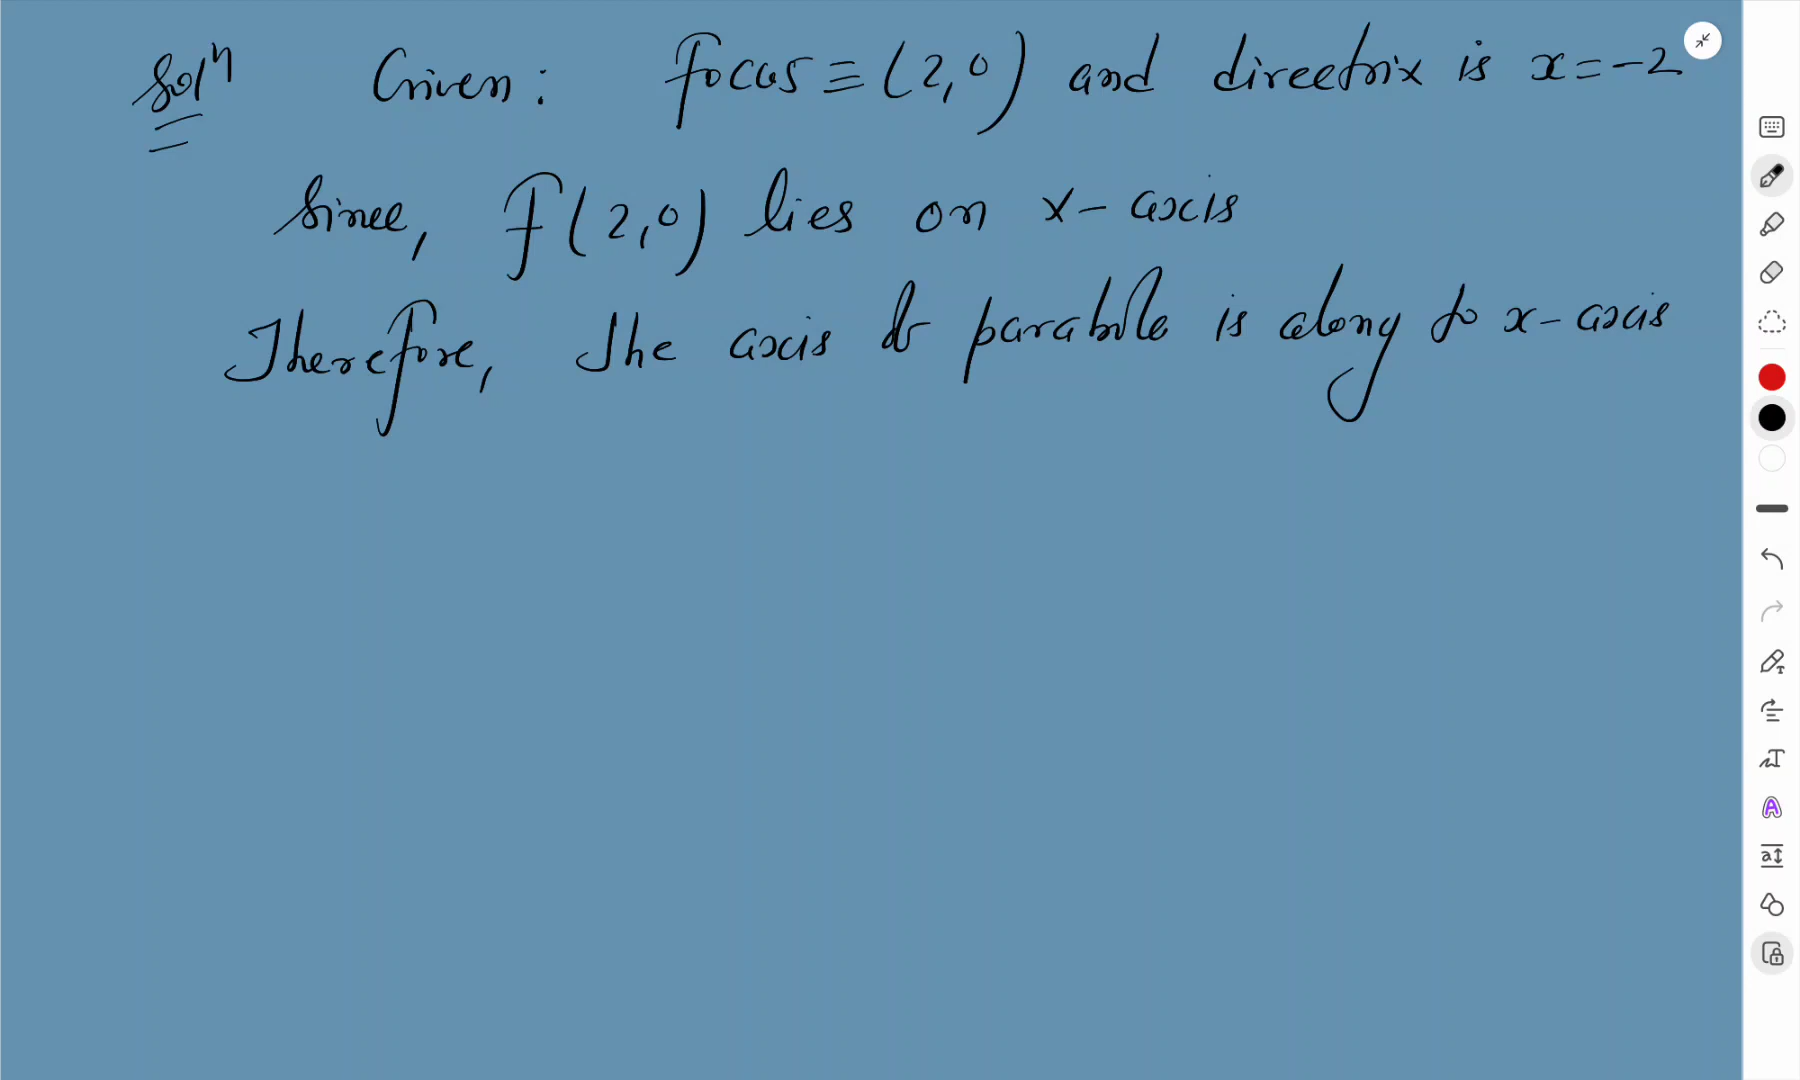 Solⁿ Given: focus ≡ (2,0) and directrix is x=-2
Since, F(2,0) lies on x-axis
Therefore, the axis of parabola is along to x-axis